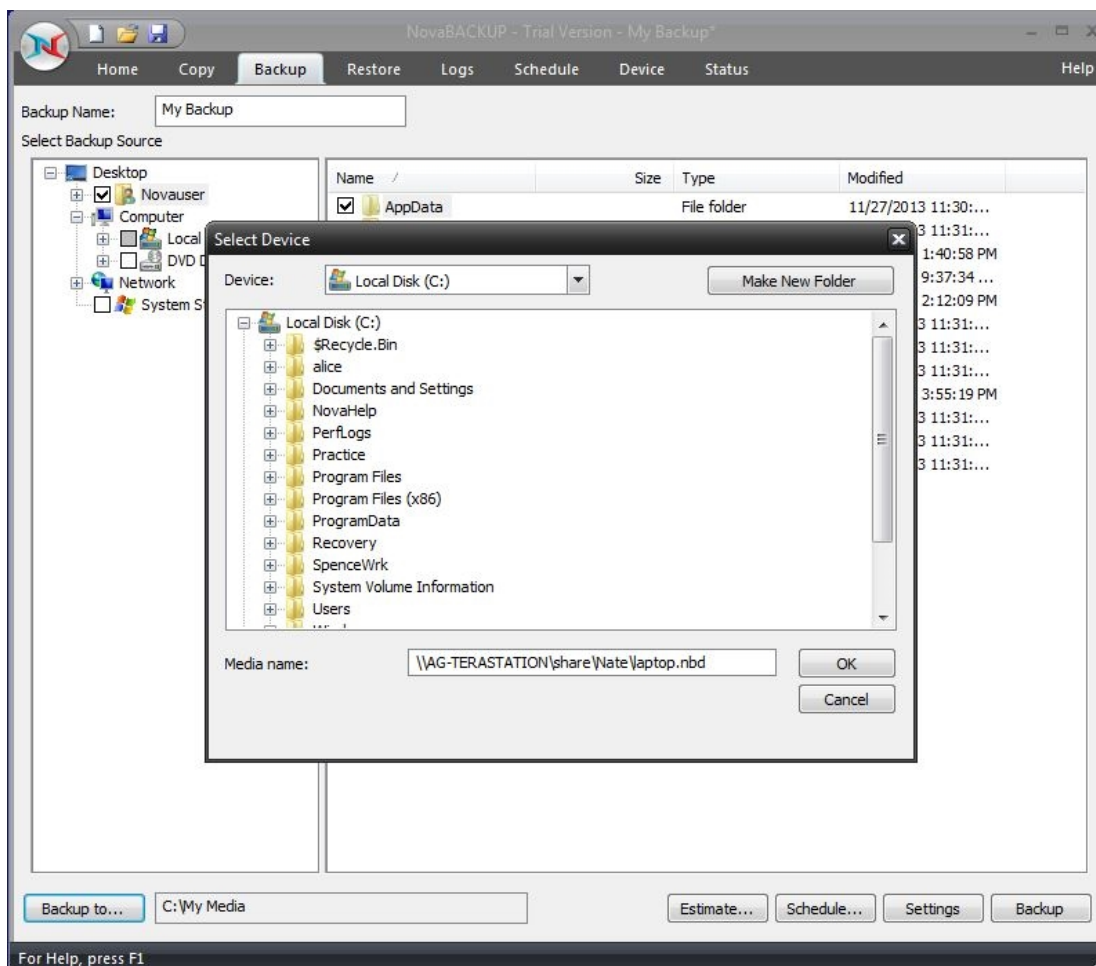 NovaBACKUP - Trial Version - My Backup*
Home Copy Backup Restore Logs Schedule Device Status Help
Backup Name: My Backup
Select Backup Source
Desktop
Novauser
Computer
Local
DVD D
Network
System S
Name Size Type Modified
AppData File folder 11/27/2013 11:30:...
3 11:31:...
1:40:58 PM
9:37:34 ...
2:12:09 PM
3 11:31:...
3 11:31:...
3 11:31:...
3:55:19 PM
3 11:31:...
3 11:31:...
3 11:31:...
Select Device
Device: Local Disk (C:) Make New Folder
Local Disk (C:)
$Recycle.Bin
alice
Documents and Settings
NovaHelp
PerfLogs
Practice
Program Files
Program Files (x86)
ProgramData
Recovery
SpenceWrk
System Volume Information
Users
Media name: \\AG-TERASTATION\share\Nate\laptop.nbd OK
Cancel
Backup to... C:\My Media Estimate... Schedule... Settings Backup
For Help, press F1